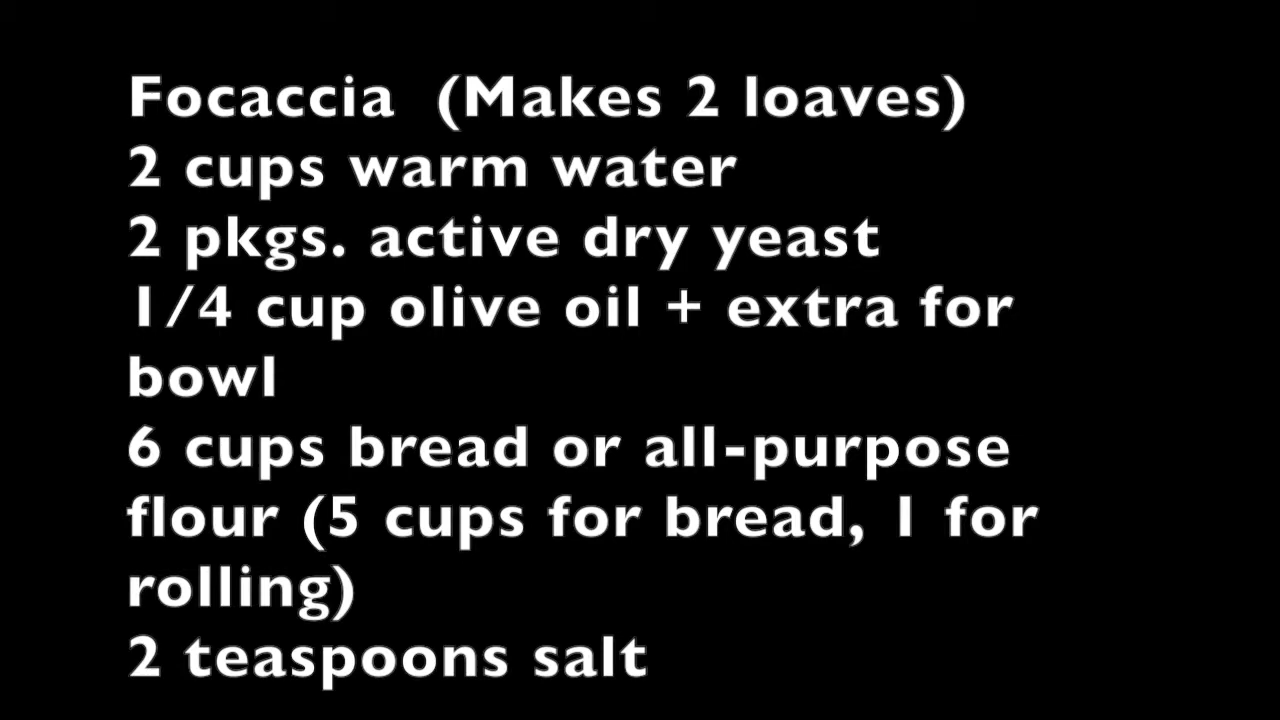 Focaccia (Makes 2 loaves)
2 cups warm water
2 pkgs. active dry yeast
1/4 cup olive oil + extra for
bowl
6 cups bread or all-purpose
flour (5 cups for bread, 1 for
rolling)
2 teaspoons salt